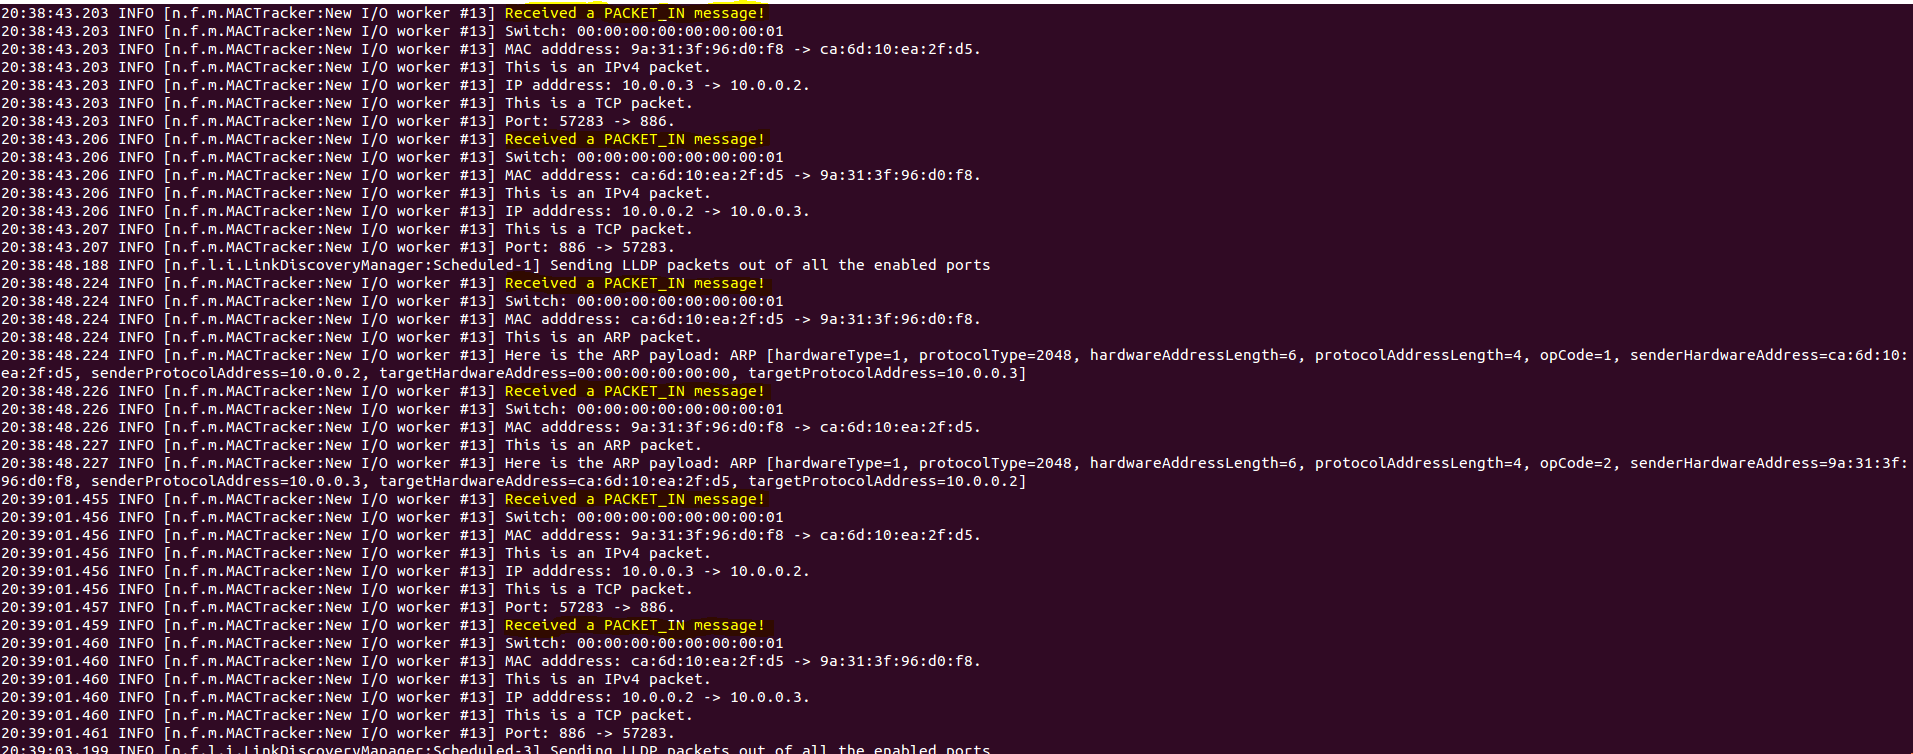 20:38:43.203 INFO [n.f.m.MACTracker:New I/O worker #13] Received a PACKET_IN message!
20:38:43.203 INFO [n.f.m.MACTracker:New I/O worker #13] Switch: 00:00:00:00:00:00:00:01
20:38:43.203 INFO [n.f.m.MACTracker:New I/O worker #13] MAC adddress: 9a:31:3f:96:d0:f8 -> ca:6d:10:ea:2f:d5.
20:38:43.203 INFO [n.f.m.MACTracker:New I/O worker #13] This is an IPv4 packet.
20:38:43.203 INFO [n.f.m.MACTracker:New I/O worker #13] IP adddress: 10.0.0.3 -> 10.0.0.2.
20:38:43.203 INFO [n.f.m.MACTracker:New I/O worker #13] This is a TCP packet.
20:38:43.203 INFO [n.f.m.MACTracker:New I/O worker #13] Port: 57283 -> 886.
20:38:43.206 INFO [n.f.m.MACTracker:New I/O worker #13] Received a PACKET_IN message!
20:38:43.206 INFO [n.f.m.MACTracker:New I/O worker #13] Switch: 00:00:00:00:00:00:00:01
20:38:43.206 INFO [n.f.m.MACTracker:New I/O worker #13] MAC adddress: ca:6d:10:ea:2f:d5 -> 9a:31:3f:96:d0:f8.
20:38:43.206 INFO [n.f.m.MACTracker:New I/O worker #13] This is an IPv4 packet.
20:38:43.206 INFO [n.f.m.MACTracker:New I/O worker #13] IP adddress: 10.0.0.2 -> 10.0.0.3.
20:38:43.207 INFO [n.f.m.MACTracker:New I/O worker #13] This is a TCP packet.
20:38:43.207 INFO [n.f.m.MACTracker:New I/O worker #13] Port: 886 -> 57283.
20:38:48.188 INFO [n.f.l.i.LinkDiscoveryManager:Scheduled-1] Sending LLDP packets out of all the enabled ports
20:38:48.224 INFO [n.f.m.MACTracker:New I/O worker #13] Received a PACKET_IN message!
20:38:48.224 INFO [n.f.m.MACTracker:New I/O worker #13] Switch: 00:00:00:00:00:00:00:01
20:38:48.224 INFO [n.f.m.MACTracker:New I/O worker #13] MAC adddress: ca:6d:10:ea:2f:d5 -> 9a:31:3f:96:d0:f8.
20:38:48.224 INFO [n.f.m.MACTracker:New I/O worker #13] This is an ARP packet.
20:38:48.224 INFO [n.f.m.MACTracker:New I/O worker #13] Here is the ARP payload: ARP [hardwareType=1, protocolType=2048, hardwareAddressLength=6, protocolAddressLength=4, opCode=1, senderHardwareAddress=ca:6d:10:
ea:2f:d5, senderProtocolAddress=10.0.0.2, targetHardwareAddress=00:00:00:00:00:00, targetProtocolAddress=10.0.0.3]
20:38:48.226 INFO [n.f.m.MACTracker:New I/O worker #13] Received a PACKET_IN message!
20:38:48.226 INFO [n.f.m.MACTracker:New I/O worker #13] Switch: 00:00:00:00:00:00:00:01
20:38:48.226 INFO [n.f.m.MACTracker:New I/O worker #13] MAC adddress: 9a:31:3f:96:d0:f8 -> ca:6d:10:ea:2f:d5.
20:38:48.227 INFO [n.f.m.MACTracker:New I/O worker #13] This is an ARP packet.
20:38:48.227 INFO [n.f.m.MACTracker:New I/O worker #13] Here is the ARP payload: ARP [hardwareType=1, protocolType=2048, hardwareAddressLength=6, protocolAddressLength=4, opCode=2, senderHardwareAddress=9a:31:3f:
96:d0:f8, senderProtocolAddress=10.0.0.3, targetHardwareAddress=ca:6d:10:ea:2f:d5, targetProtocolAddress=10.0.0.2]
20:39:01.455 INFO [n.f.m.MACTracker:New I/O worker #13] Received a PACKET_IN message!
20:39:01.456 INFO [n.f.m.MACTracker:New I/O worker #13] Switch: 00:00:00:00:00:00:00:01
20:39:01.456 INFO [n.f.m.MACTracker:New I/O worker #13] MAC adddress: 9a:31:3f:96:d0:f8 -> ca:6d:10:ea:2f:d5.
20:39:01.456 INFO [n.f.m.MACTracker:New I/O worker #13] This is an IPv4 packet.
20:39:01.456 INFO [n.f.m.MACTracker:New I/O worker #13] IP adddress: 10.0.0.3 -> 10.0.0.2.
20:39:01.456 INFO [n.f.m.MACTracker:New I/O worker #13] This is a TCP packet.
20:39:01.457 INFO [n.f.m.MACTracker:New I/O worker #13] Port: 57283 -> 886.
20:39:01.459 INFO [n.f.m.MACTracker:New I/O worker #13] Received a PACKET_IN message!
20:39:01.460 INFO [n.f.m.MACTracker:New I/O worker #13] Switch: 00:00:00:00:00:00:00:01
20:39:01.460 INFO [n.f.m.MACTracker:New I/O worker #13] MAC adddress: ca:6d:10:ea:2f:d5 -> 9a:31:3f:96:d0:f8.
20:39:01.460 INFO [n.f.m.MACTracker:New I/O worker #13] This is an IPv4 packet.
20:39:01.460 INFO [n.f.m.MACTracker:New I/O worker #13] IP adddress: 10.0.0.2 -> 10.0.0.3.
20:39:01.460 INFO [n.f.m.MACTracker:New I/O worker #13] This is a TCP packet.
20:39:01.461 INFO [n.f.m.MACTracker:New I/O worker #13] Port: 886 -> 57283.
20:39:03.199 INFO [n.f.l.i.LinkDiscoveryManager:Scheduled-3] Sending LLDP packets out of all the enabled ports